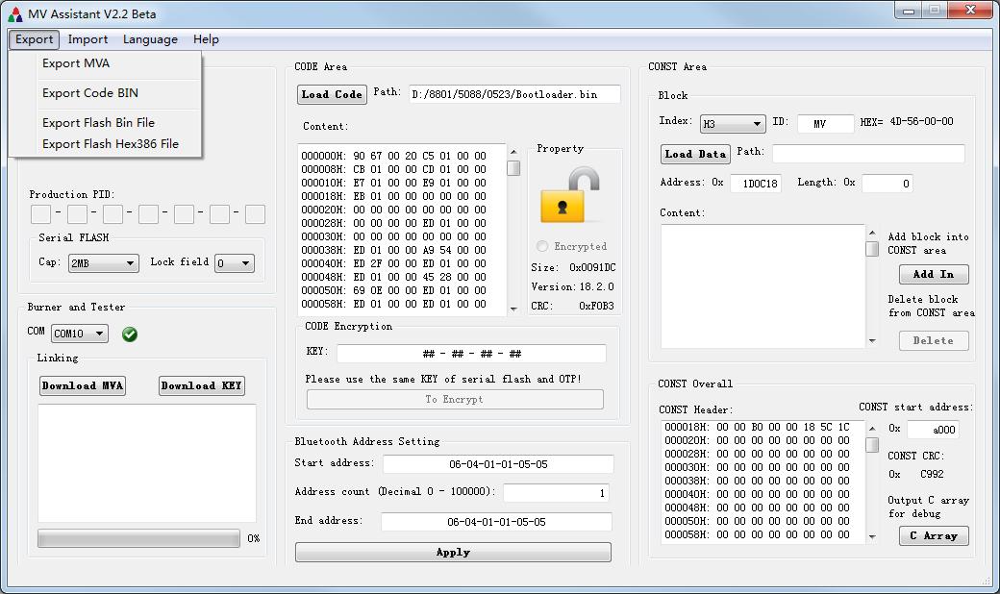 MV Assistant V2.2 Beta
Export Import Language Help
Export MVA
Export Code BIN
Export Flash Bin File
Export Flash Hex386 File
Production PID:
- - - - - -
Serial FLASH
Cap: 2MB Lock field 0
Burner and Tester
COM COM10
Linking
Download MVA Download KEY
0%
CODE Area
Load Code Path: D:/8801/5088/0523/Bootloader.bin
Content:
000000H: 90 67 00 20 C5 01 00 00
000008H: CB 01 00 00 CD 01 00 00
000010H: E7 01 00 00 E9 01 00 00
000018H: EB 01 00 00 00 00 00 00
000020H: 00 00 00 00 00 00 00 00
000028H: 00 00 00 00 ED 01 00 00
000030H: 00 00 00 00 00 00 00 00
000038H: ED 01 00 00 A9 54 00 00
000040H: ED 2F 00 00 ED 01 00 00
000048H: ED 01 00 00 45 28 00 00
000050H: 69 0E 00 00 ED 01 00 00
000058H: ED 01 00 00 ED 01 00 00
Property
Encrypted
Size: 0x0091DC
Version: 18.2.0
CRC: 0xF0B3
CODE Encryption
KEY: ## - ## - ## - ##
Please use the same KEY of serial flash and OTP!
To Encrypt
Bluetooth Address Setting
Start address: 06-04-01-01-05-05
Address count (Decimal 0 - 100000): 1
End address: 06-04-01-01-05-05
Apply
CONST Area
Block
Index: H3 ID: MV HEX= 4D-56-00-00
Load Data Path:
Address: 0x 1D0C18 Length: 0x 0
Content:
Add block into
CONST area
Add In
Delete block
from CONST area
Delete
CONST Overall
CONST Header:
000018H: 00 00 B0 00 00 18 5C 1C
000020H: 00 00 00 00 00 00 00 00
000028H: 00 00 00 00 00 00 00 00
000030H: 00 00 00 00 00 00 00 00
000038H: 00 00 00 00 00 00 00 00
000040H: 00 00 00 00 00 00 00 00
000048H: 00 00 00 00 00 00 00 00
000050H: 00 00 00 00 00 00 00 00
000058H: 00 00 00 00 00 00 00 00
CONST start address:
0x a000
CONST CRC:
0x C992
Output C array
for debug
C Array